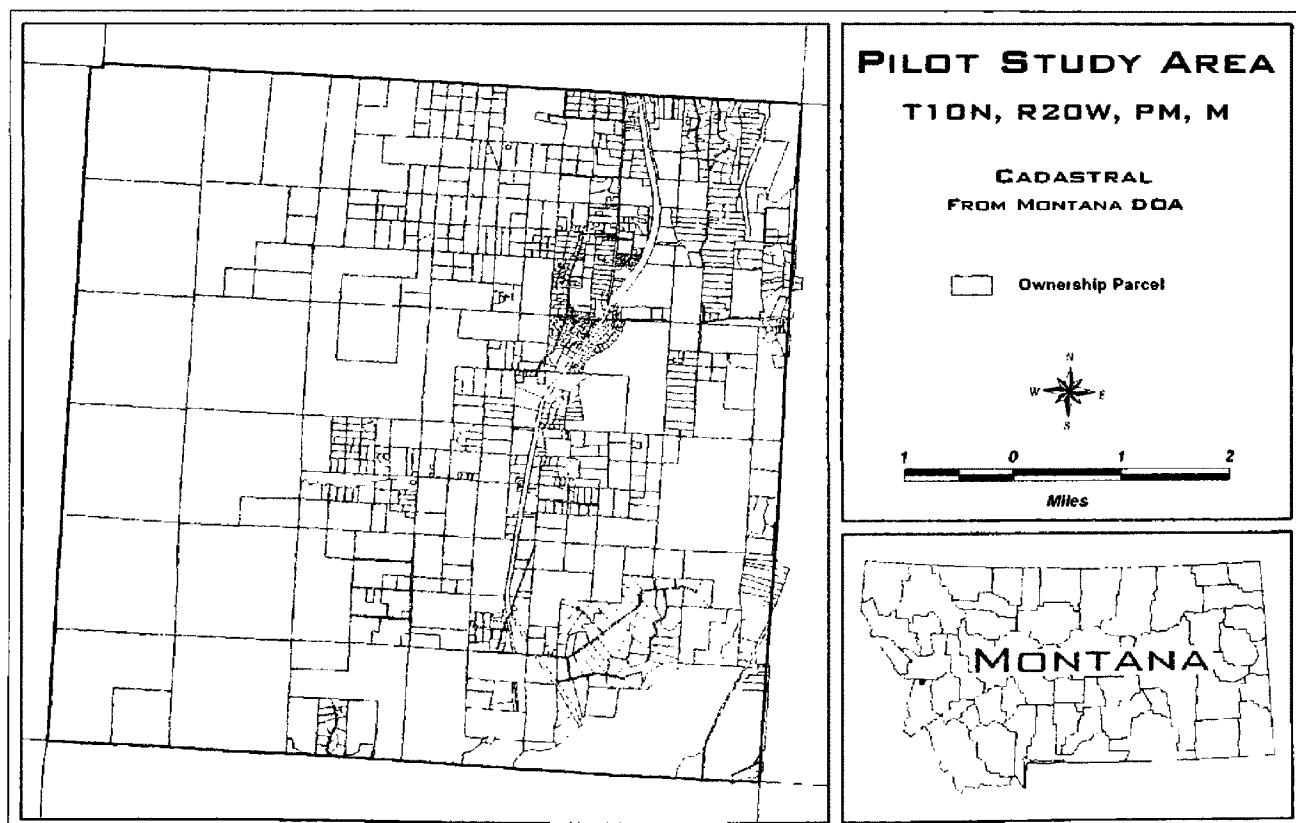 PILOT STUDY AREA
T10N, R20W, PM, M
CADASTRAL
FROM MONTANA DOA
Ownership Parcel
N
W E
S
1 0 1 2
Miles
MONTANA